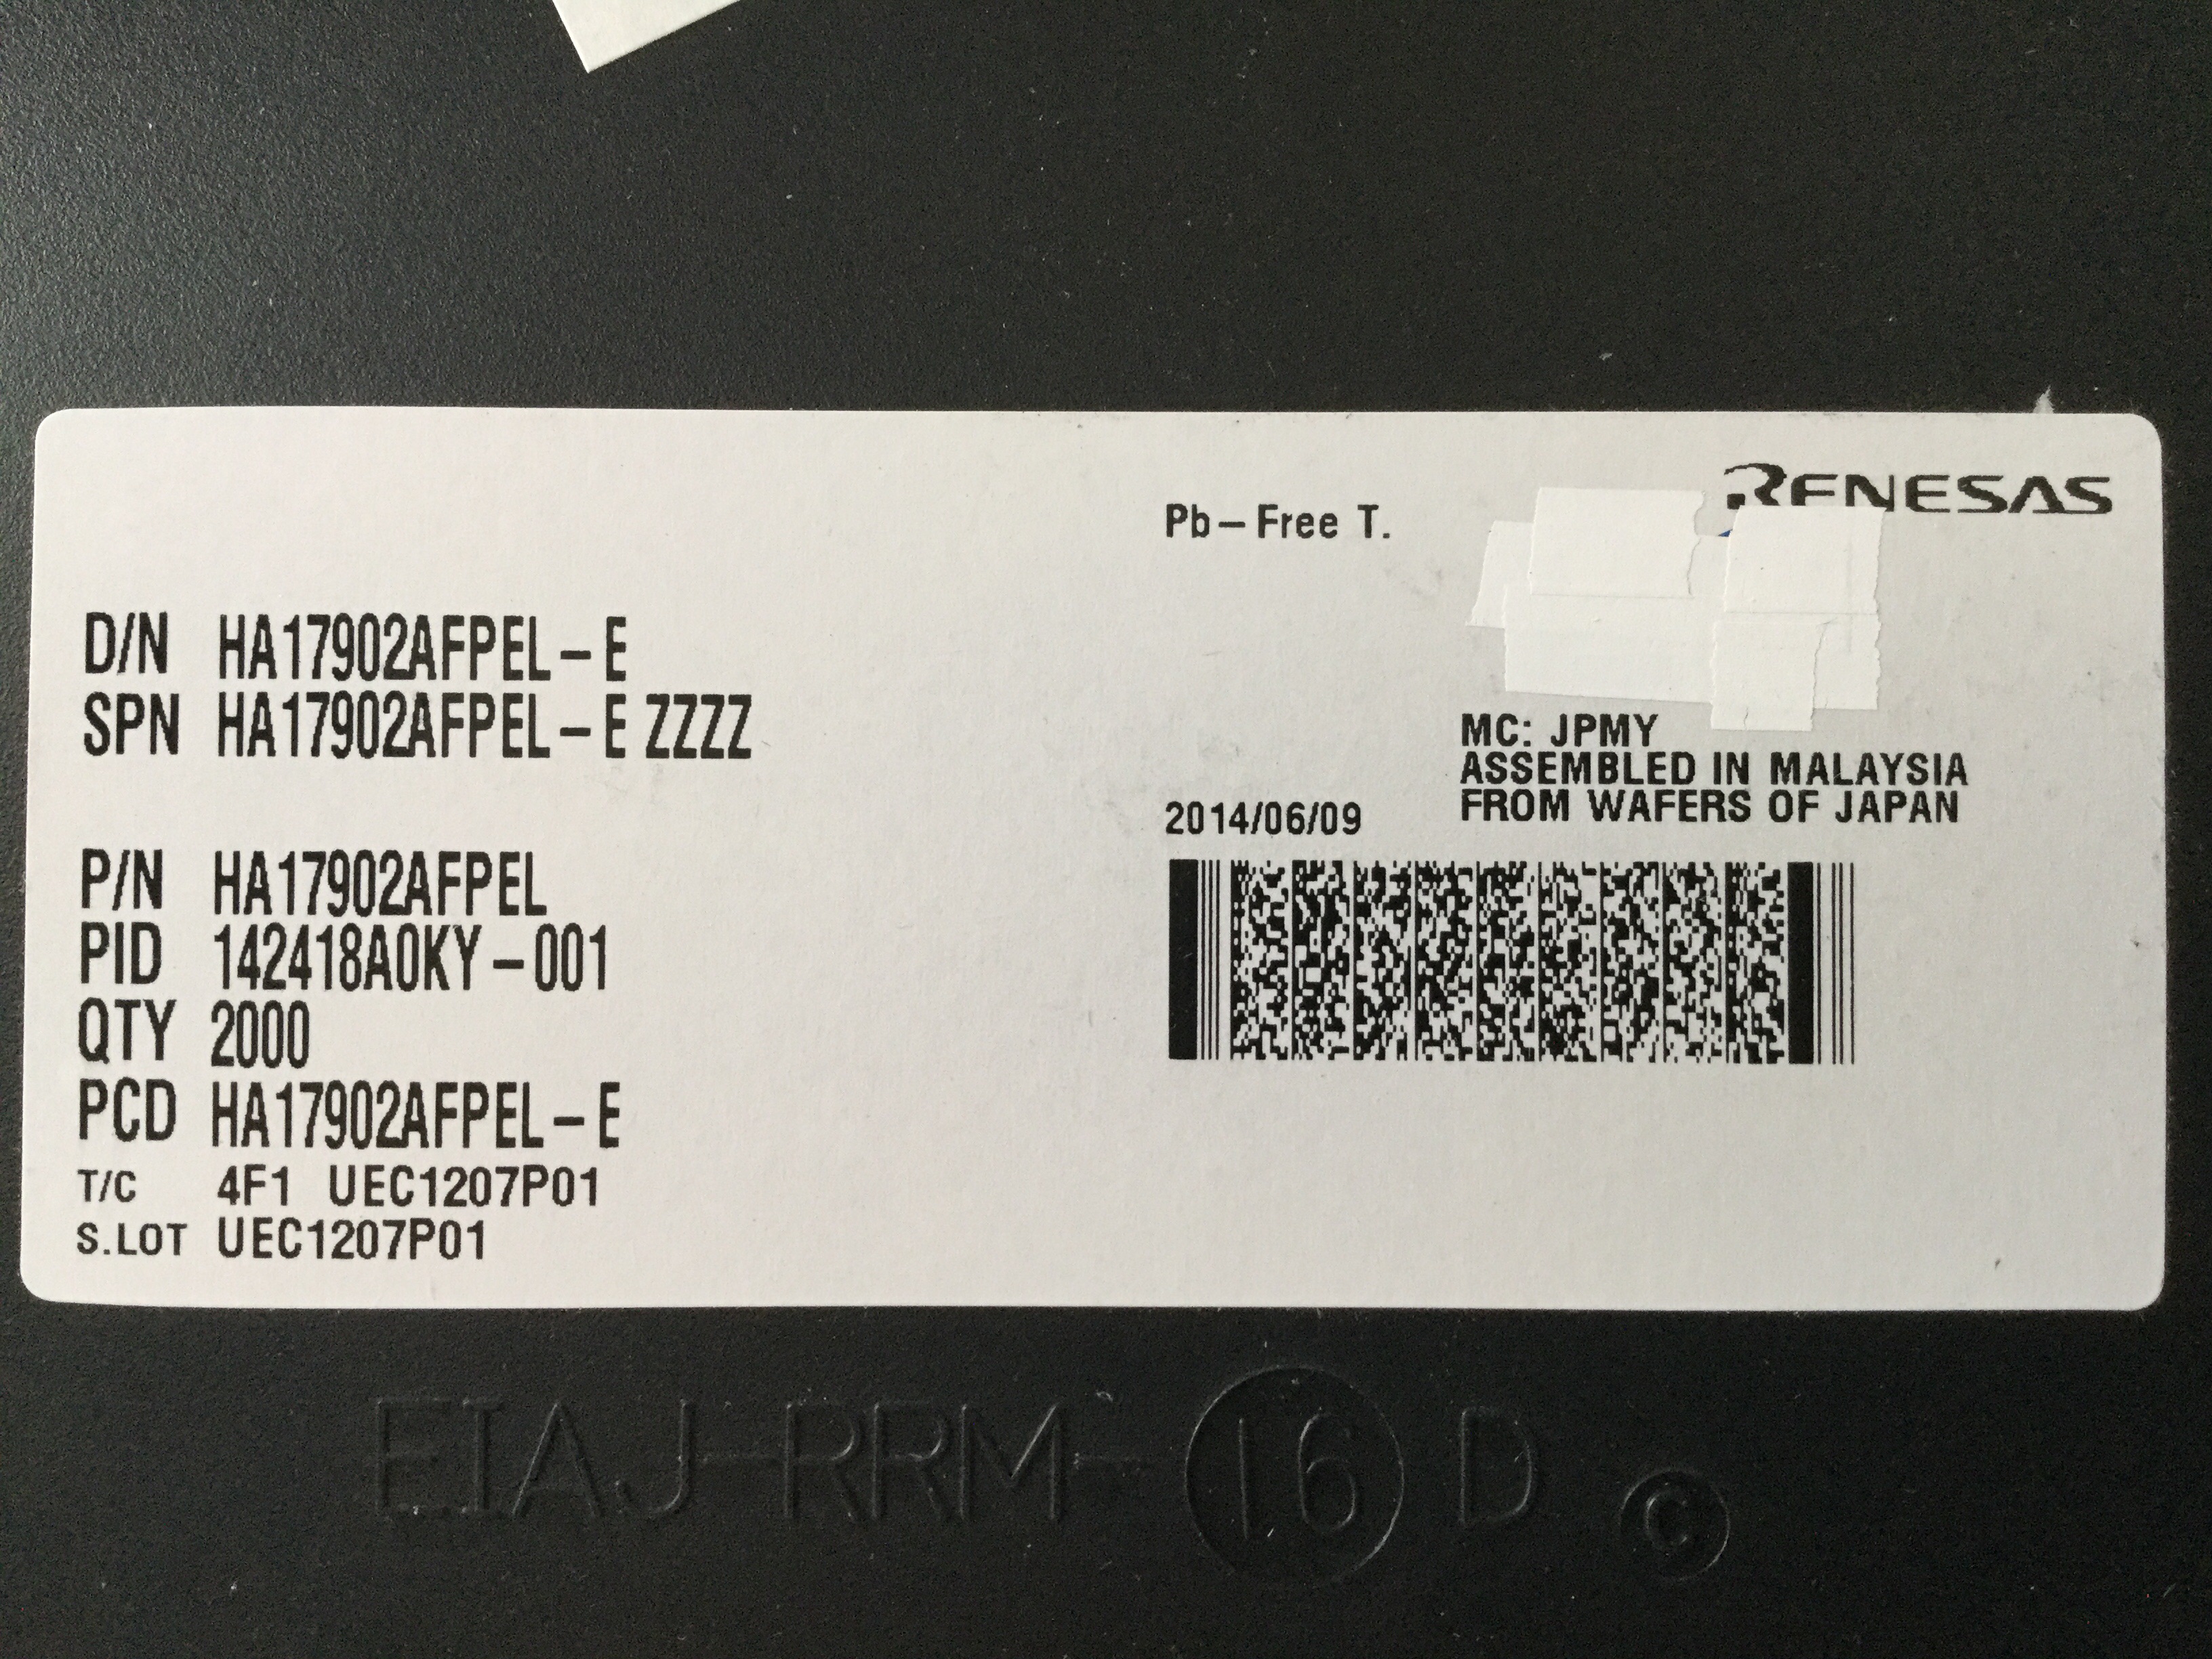 RENESAS
Pb-Free T.
D/N HA17902AFPEL-E
SPN HA17902AFPEL-E ZZZZ
MC: JPMY
ASSEMBLED IN MALAYSIA
FROM WAFERS OF JAPAN
2014/06/09
P/N HA17902AFPEL
PID 142418A0KY-001
QTY 2000
PCD HA17902AFPEL-E
T/C 4F1 UEC1207P01
S.LOT UEC1207P01
EIAJ-RRM-16 D ©